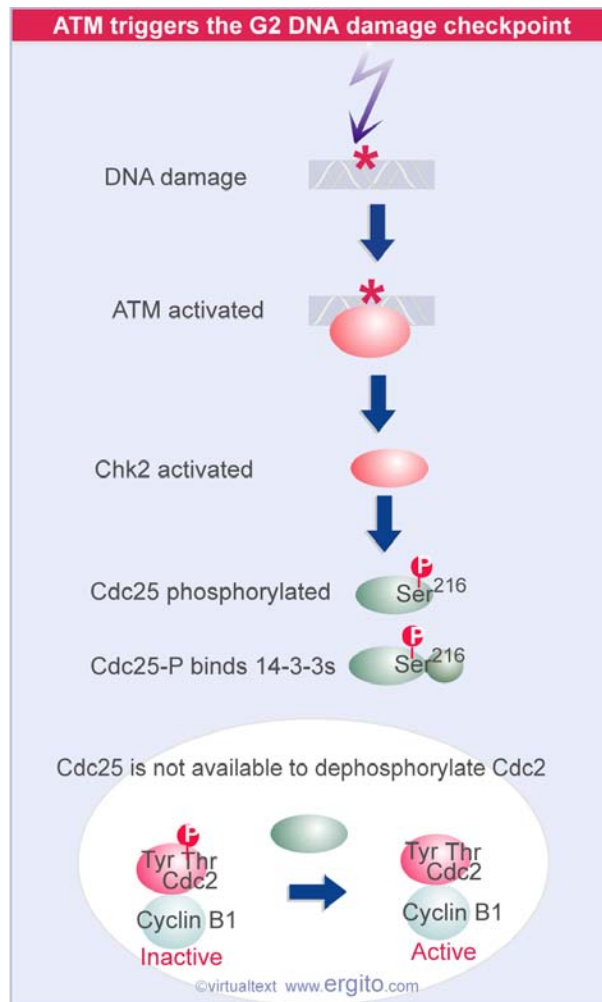 ATM triggers the G2 DNA damage checkpoint
DNA damage
ATM activated
Chk2 activated
P
Cdc25 phosphorylated Ser216
P
Cdc25-P binds 14-3-3s Ser216
Cdc25 is not available to dephosphorylate Cdc2
P
Tyr Thr Tyr Thr
Cdc2 Cdc2
Cyclin B1 Cyclin B1
Inactive Active
©virtualtext www.ergito.com